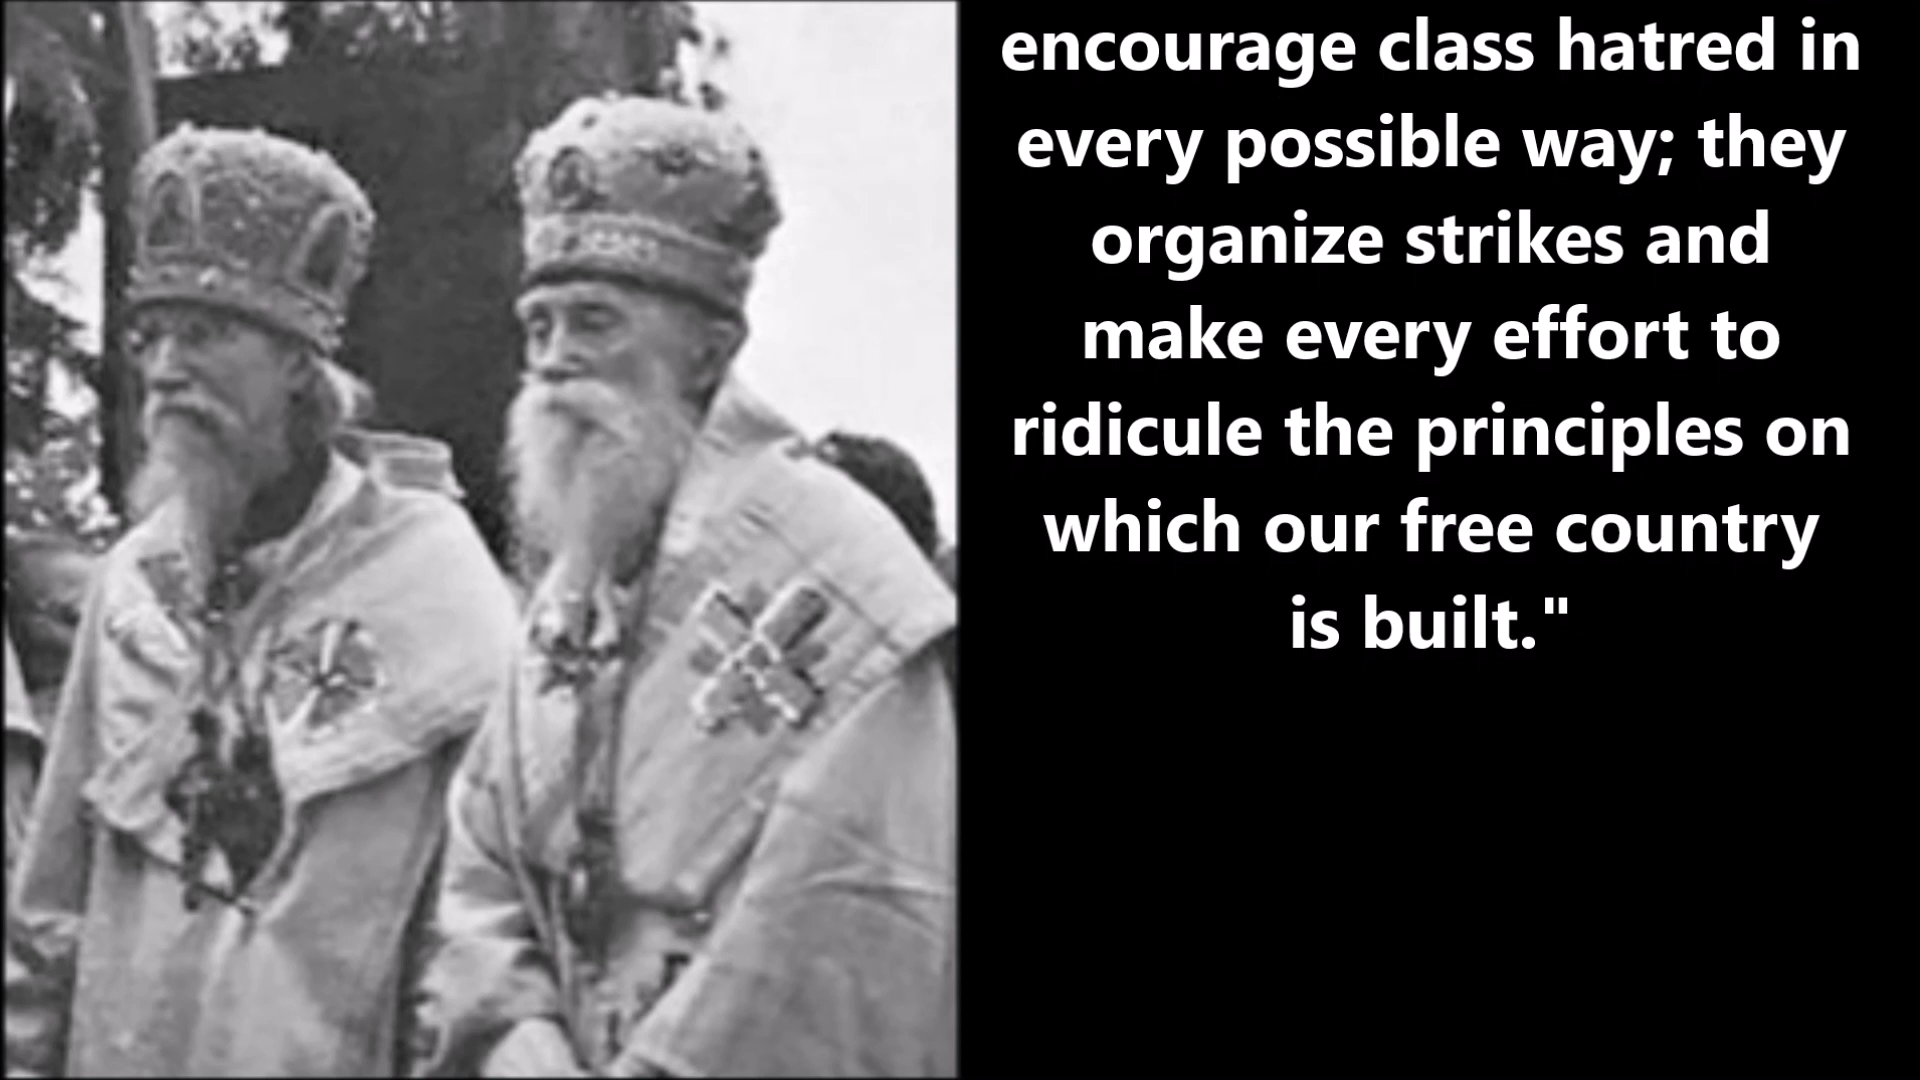 encourage class hatred in
every possible way; they
organize strikes and
make every effort to
ridicule the principles on
which our free country
is built."